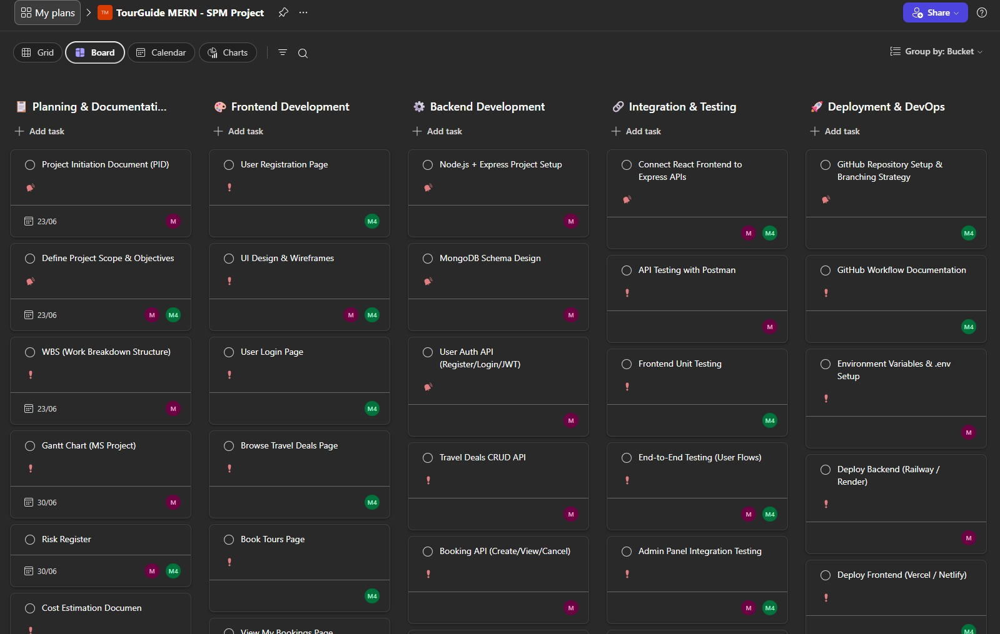 My plans
TM
TourGuide MERN - SPM Project
Share
Grid
Board
Calendar
Charts
Group by: Bucket
Planning & Documentati...
Add task
Project Initiation Document (PID)
23/06
M
Define Project Scope & Objectives
23/06
M M4
WBS (Work Breakdown Structure)
23/06
M
Gantt Chart (MS Project)
30/06
M
Risk Register
30/06
M M4
Cost Estimation Documen
Frontend Development
Add task
User Registration Page
M4
UI Design & Wireframes
M M4
User Login Page
M4
Browse Travel Deals Page
M4
Book Tours Page
M4
View My Bookings Page
Backend Development
Add task
Node.js + Express Project Setup
M
MongoDB Schema Design
M
User Auth API
(Register/Login/JWT)
M
Travel Deals CRUD API
M
Booking API (Create/View/Cancel)
M
Integration & Testing
Add task
Connect React Frontend to
Express APIs
M M4
API Testing with Postman
M
Frontend Unit Testing
M4
End-to-End Testing (User Flows)
M M4
Admin Panel Integration Testing
M M4
Deployment & DevOps
Add task
GitHub Repository Setup &
Branching Strategy
M4
GitHub Workflow Documentation
M4
Environment Variables & .env
Setup
M
Deploy Backend (Railway /
Render)
M
Deploy Frontend (Vercel / Netlify)
M4